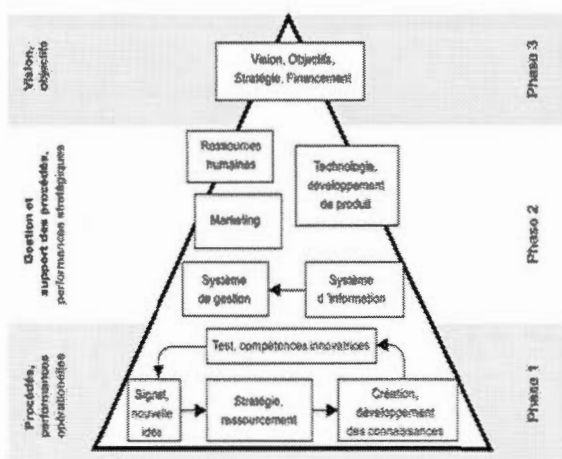 Vision,
objectifs
Vision, Objectifs,
Stratégie, Financement
Phase 3
Gestion et
support des procédés,
performances stratégiques
Ressources
humaines
Technologie,
développement
de produit
Marketing
Système
de gestion
Système
d 'information
Phase 2
Procédés,
performances
opérationelles
Test, compétences innovatrices
Signal,
nouvelle
idée
Stratégie,
ressourcement
Création,
développement
des connaissances
Phase 1